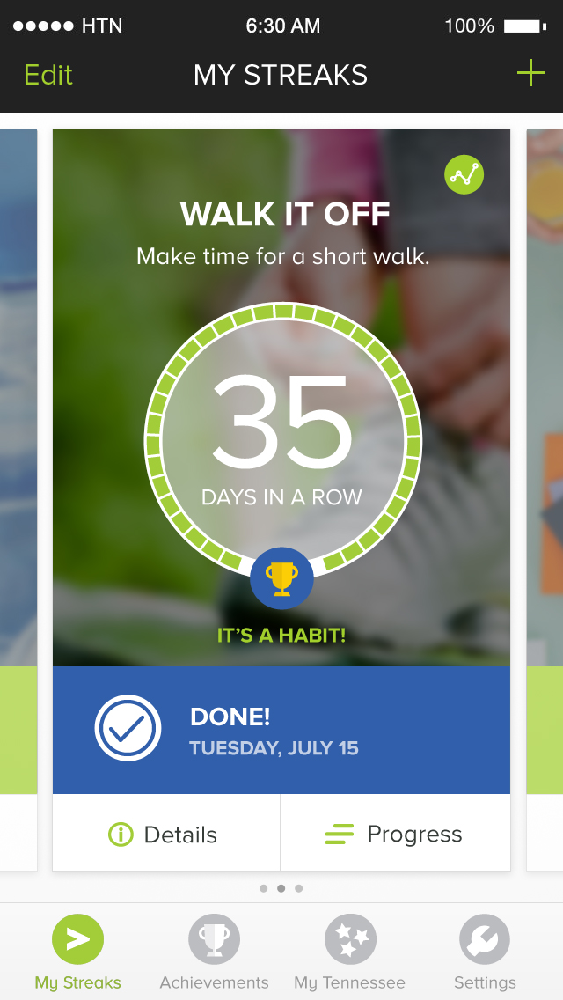 HTN 6:30 AM 100%
Edit MY STREAKS +
WALK IT OFF
Make time for a short walk.
35
DAYS IN A ROW
IT'S A HABIT!
DONE!
TUESDAY, JULY 15
Details Progress
My Streaks Achievements My Tennessee Settings